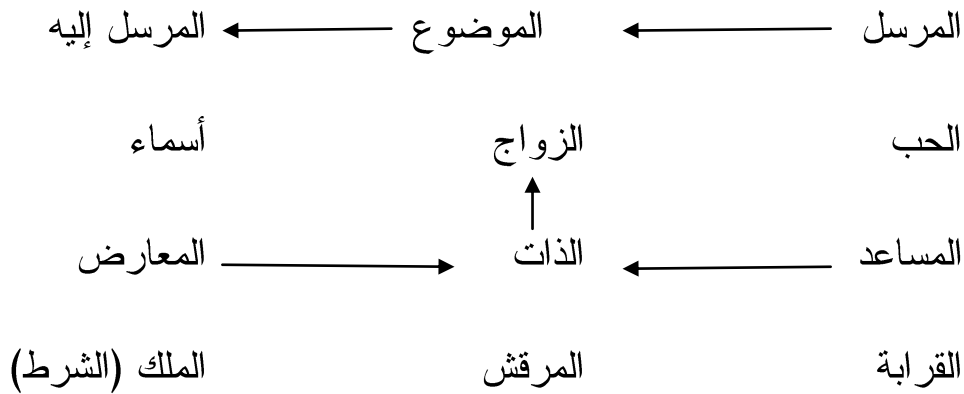 المرسل الموضوع المرسل إليه
الحب الزواج أسماء
المساعد الذات المعارض
القرابة المرقش الملك (الشرط)